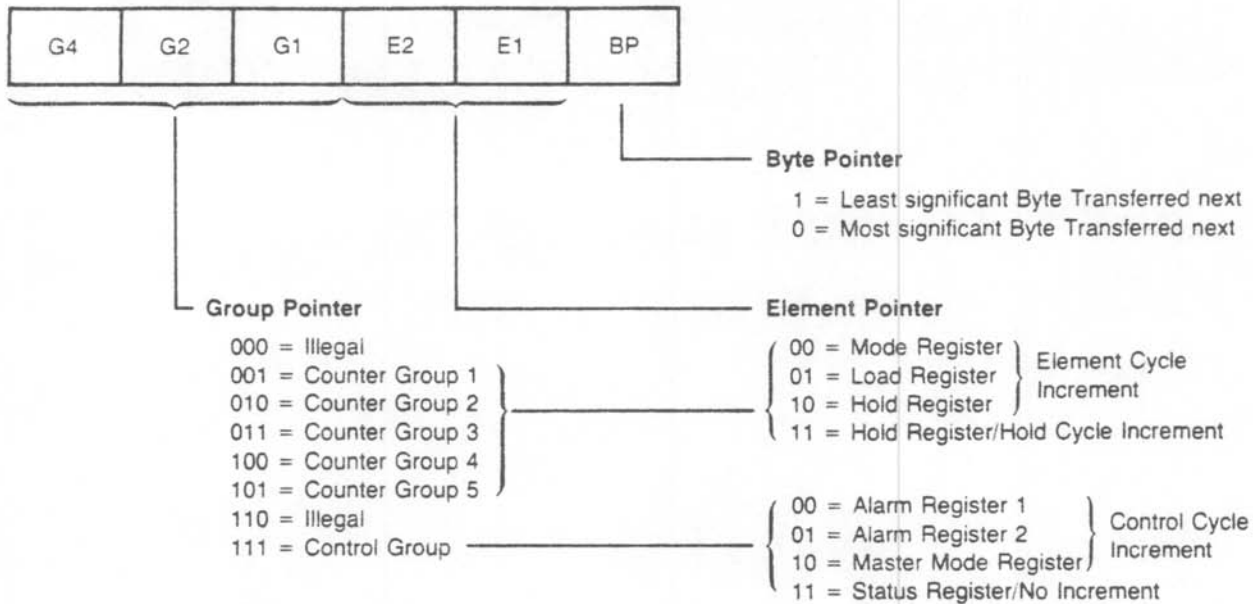 G4 G2 G1 E2 E1 BP
Byte Pointer
1 = Least significant Byte Transferred next
0 = Most significant Byte Transferred next
Group Pointer
000 = Illegal
001 = Counter Group 1
010 = Counter Group 2
011 = Counter Group 3
100 = Counter Group 4
101 = Counter Group 5
110 = Illegal
111 = Control Group
Element Pointer
00 = Mode Register
01 = Load Register
10 = Hold Register
Element Cycle
Increment
11 = Hold Register/Hold Cycle Increment
00 = Alarm Register 1
01 = Alarm Register 2
10 = Master Mode Register
Control Cycle
Increment
11 = Status Register/No Increment